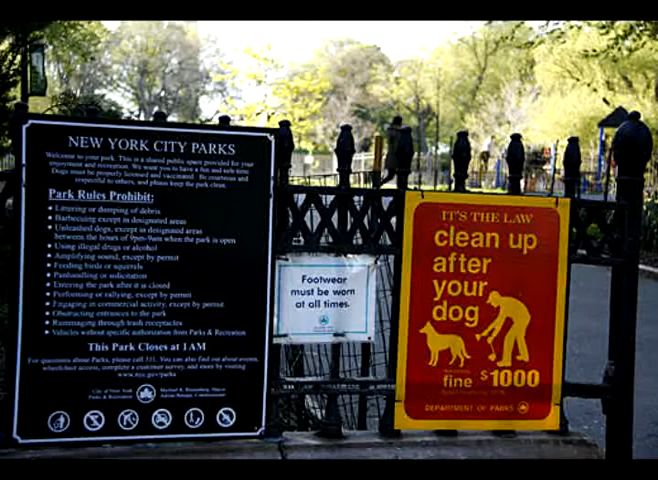 NEW YORK CITY PARKS
Welcome to your park. This is a shared public space provided for your
enjoyment and recreation. We want you to have a fun and safe time.
Dogs must be properly licensed and vaccinated. Be courteous and
respectful to others, and please keep the park clean.
Park Rules Prohibit:
• Littering or dumping of debris
• Barbecuing except in designated areas
• Unleashed dogs, except in designated areas
between the hours of 9pm-9am when the park is open
• Using illegal drugs or alcohol
• Amplifying sound, except by permit
• Feeding birds or squirrels
• Panhandling or solicitation
• Entering the park after it is closed
• Performing or rallying, except by permit
• Engaging in commercial activity, except by permit
• Obstructing entrances to the park
• Rummaging through trash receptacles
• Vehicles without specific authorization from Parks & Recreation
This Park Closes at 1 AM
For questions about Parks, please call 311. You can also find out about events,
wheelchair access, complete a customer survey, and more by visiting
www.nyc.gov/parks
City of New York
Parks & Recreation
Michael R. Bloomberg, Mayor
Adrian Benepe, Commissioner
Footwear
must be worn
at all times.
IT'S THE LAW
clean up
after
your
dog
fine $1000
DEPARTMENT OF PARKS